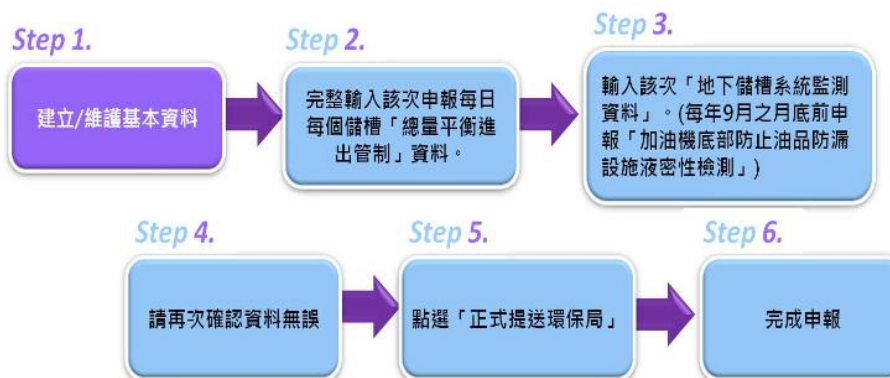 Step 1.
Step 2.
Step 3.
建立/維護基本資料
完整輸入該次申報每日
每個儲槽「總量平衡進
出管制」資料。
輸入該次「地下儲槽系統監測
資料」。(每年9月之月底前申
報「加油機底部防止油品防漏
設施液密性檢測」)
Step 4.
Step 5.
Step 6.
請再次確認資料無誤
點選「正式提送環保局」
完成申報